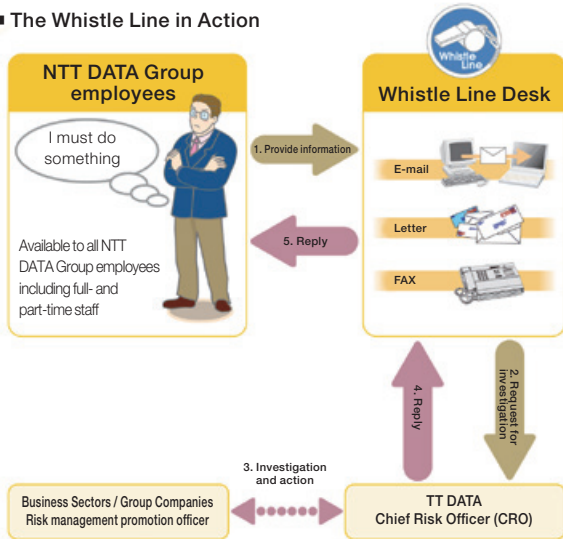 The Whistle Line in Action
Whistle
Line
NTT DATA Group
employees
I must do
something
Available to all NTT
DATA Group employees
including full- and
part-time staff
1. Provide information
5. Reply
Whistle Line Desk
E-mail
Letter
FAX
4. Reply
2. Request for
investigation
3. Investigation
and action
Business Sectors / Group Companies
Risk management promotion officer
TT DATA
Chief Risk Officer (CRO)